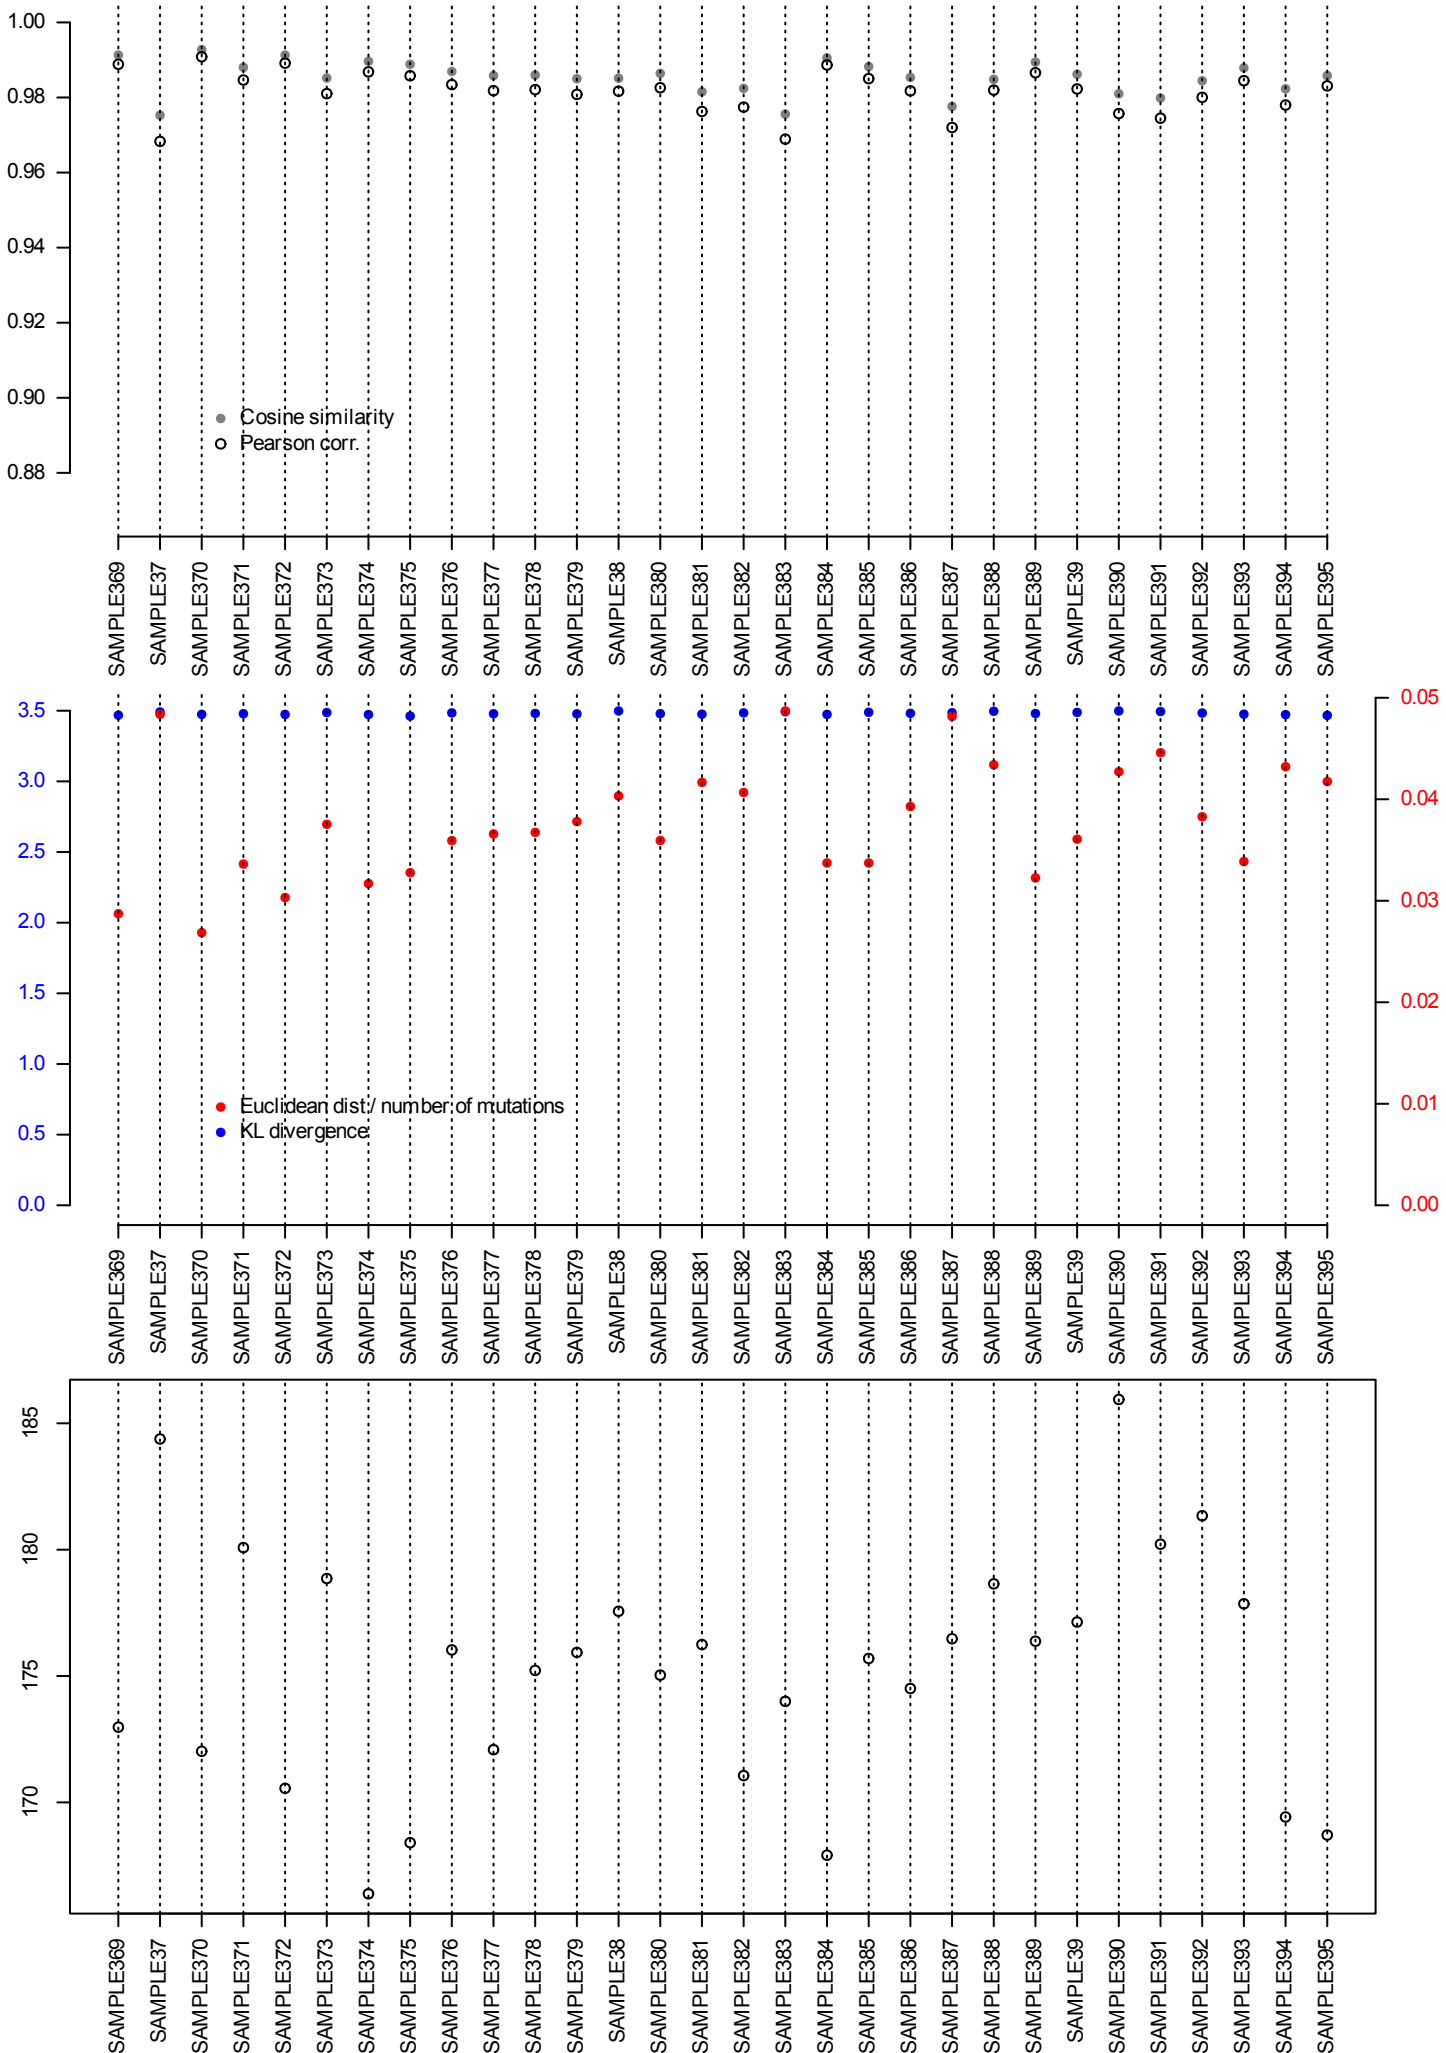 1.00
0.98
0.96
0.94
0.92
0.90
0.88
Cosine similarity
Pearson corr.
SAMPLE369
SAMPLE37
SAMPLE370
SAMPLE371
SAMPLE372
SAMPLE373
SAMPLE374
SAMPLE375
SAMPLE376
SAMPLE377
SAMPLE378
SAMPLE379
SAMPLE38
SAMPLE380
SAMPLE381
SAMPLE382
SAMPLE383
SAMPLE384
SAMPLE385
SAMPLE386
SAMPLE387
SAMPLE388
SAMPLE389
SAMPLE39
SAMPLE390
SAMPLE391
SAMPLE392
SAMPLE393
SAMPLE394
SAMPLE395
3.5
3.0
2.5
2.0
1.5
1.0
0.5
0.0
Euclidean dist./ number of mutations
KL divergence
0.05
0.04
0.03
0.02
0.01
0.00
SAMPLE369
SAMPLE37
SAMPLE370
SAMPLE371
SAMPLE372
SAMPLE373
SAMPLE374
SAMPLE375
SAMPLE376
SAMPLE377
SAMPLE378
SAMPLE379
SAMPLE38
SAMPLE380
SAMPLE381
SAMPLE382
SAMPLE383
SAMPLE384
SAMPLE385
SAMPLE386
SAMPLE387
SAMPLE388
SAMPLE389
SAMPLE39
SAMPLE390
SAMPLE391
SAMPLE392
SAMPLE393
SAMPLE394
SAMPLE395
185
180
175
170
SAMPLE369
SAMPLE37
SAMPLE370
SAMPLE371
SAMPLE372
SAMPLE373
SAMPLE374
SAMPLE375
SAMPLE376
SAMPLE377
SAMPLE378
SAMPLE379
SAMPLE38
SAMPLE380
SAMPLE381
SAMPLE382
SAMPLE383
SAMPLE384
SAMPLE385
SAMPLE386
SAMPLE387
SAMPLE388
SAMPLE389
SAMPLE39
SAMPLE390
SAMPLE391
SAMPLE392
SAMPLE393
SAMPLE394
SAMPLE395